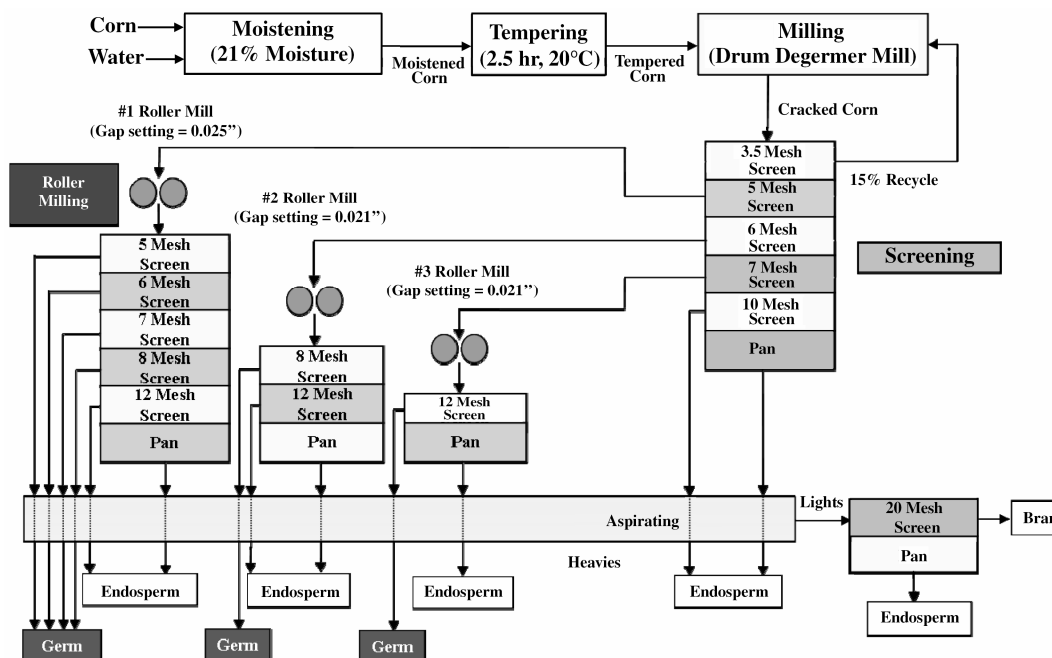 Corn
Water
Moistening
(21% Moisture)
Moistened
Corn
Tempering
(2.5 hr, 20°C)
Tempered
Corn
Milling
(Drum Degermer Mill)
Cracked Corn
15% Recycle
3.5 Mesh
Screen
5 Mesh
Screen
6 Mesh
Screen
7 Mesh
Screen
10 Mesh
Screen
Pan
Screening
#1 Roller Mill
(Gap setting = 0.025”)
Roller
Milling
#2 Roller Mill
(Gap setting = 0.021”)
#3 Roller Mill
(Gap setting = 0.021”)
5 Mesh
Screen
6 Mesh
Screen
7 Mesh
Screen
8 Mesh
Screen
12 Mesh
Screen
Pan
8 Mesh
Screen
12 Mesh
Screen
Pan
12 Mesh
Screen
Pan
Aspirating
Lights
Heavies
20 Mesh
Screen
Pan
Bran
Endosperm
Endosperm
Endosperm
Endosperm
Endosperm
Germ
Germ
Germ